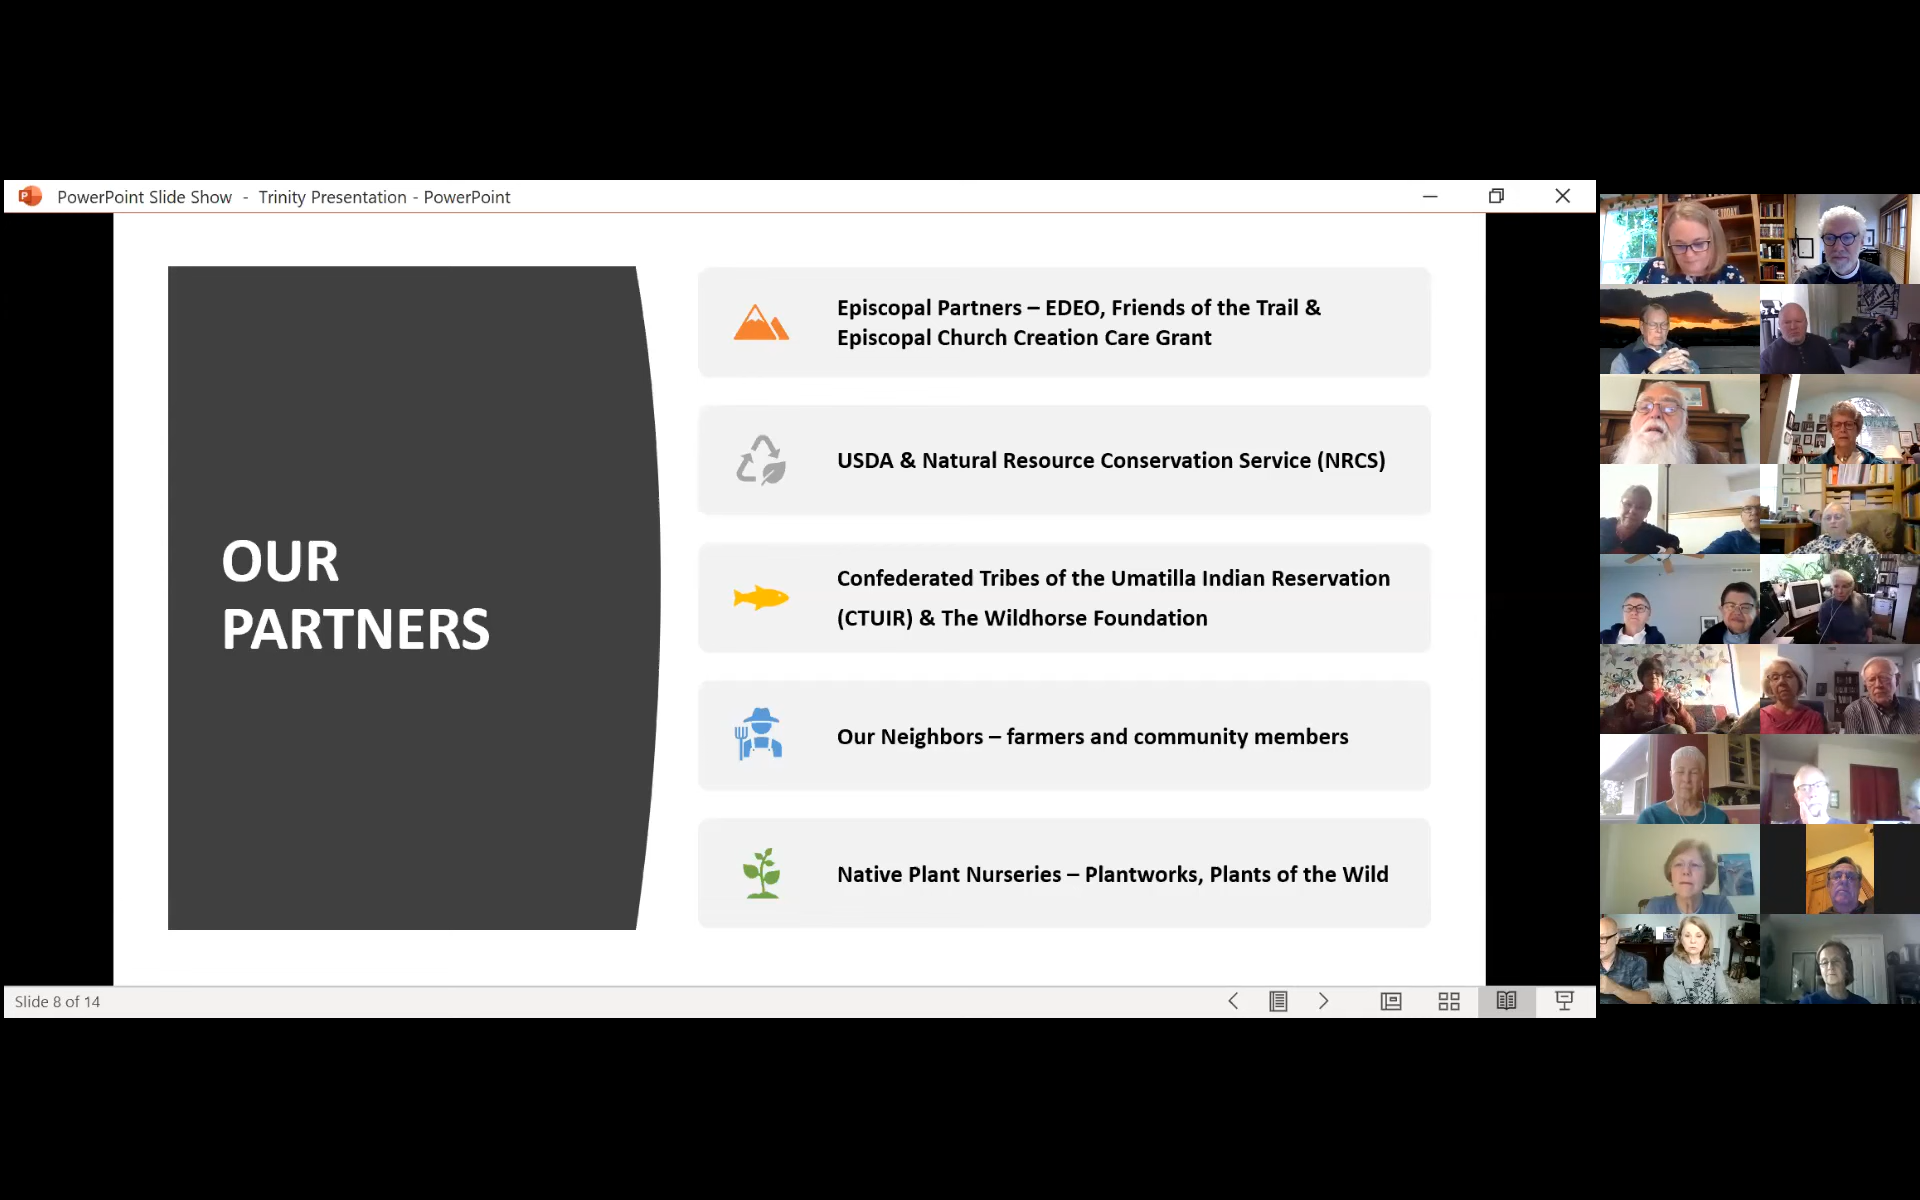 PowerPoint Slide Show - Trinity Presentation - PowerPoint
OUR
PARTNERS
Episcopal Partners – EDEO, Friends of the Trail &
Episcopal Church Creation Care Grant
USDA & Natural Resource Conservation Service (NRCS)
Confederated Tribes of the Umatilla Indian Reservation
(CTUIR) & The Wildhorse Foundation
Our Neighbors – farmers and community members
Native Plant Nurseries – Plantworks, Plants of the Wild
Slide 8 of 14